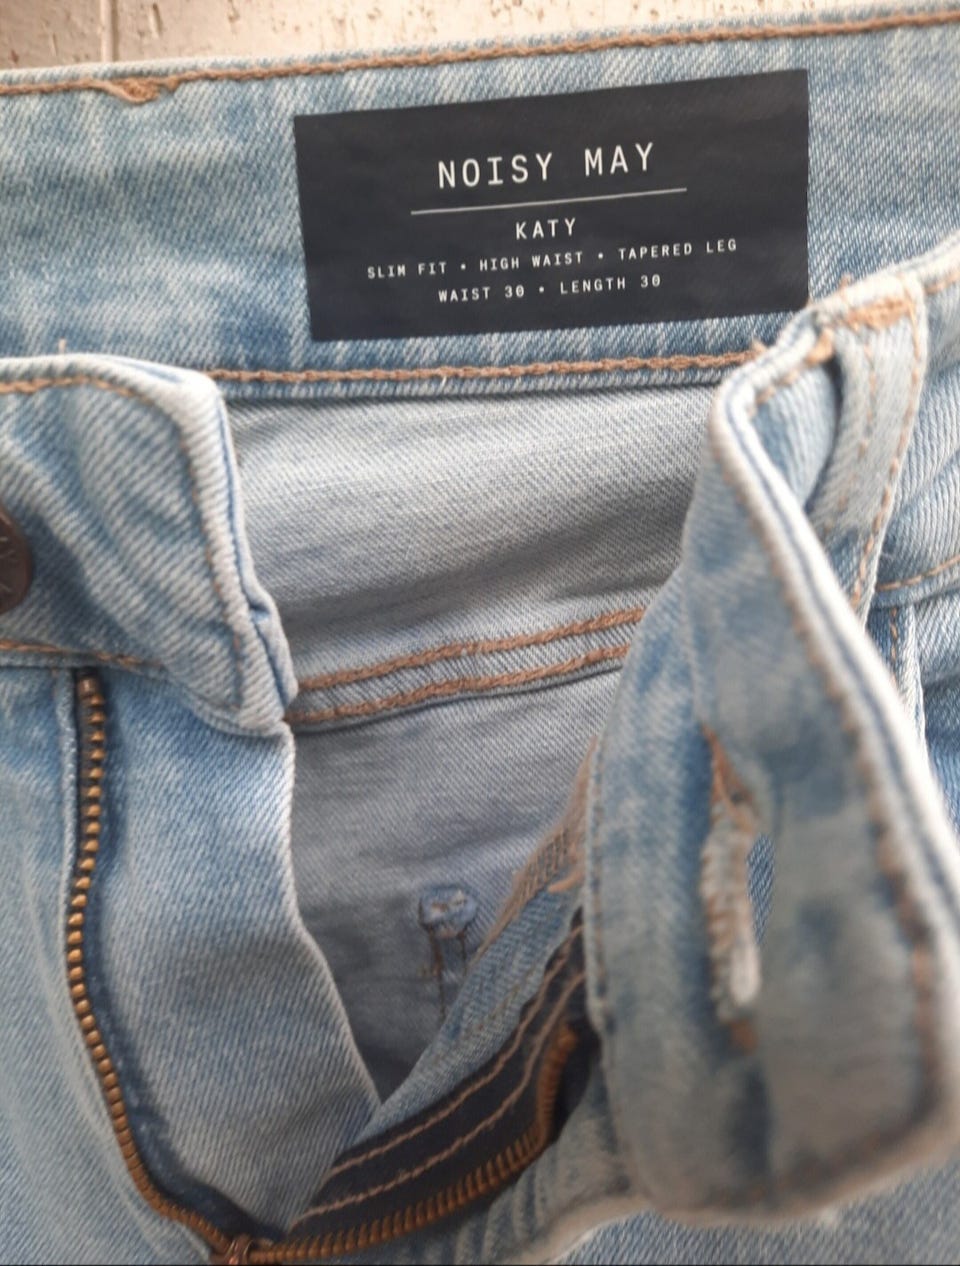 NOISY MAY
KATY
SLIM FIT • HIGH WAIST • TAPERED LEG
WAIST 30 • LENGTH 30